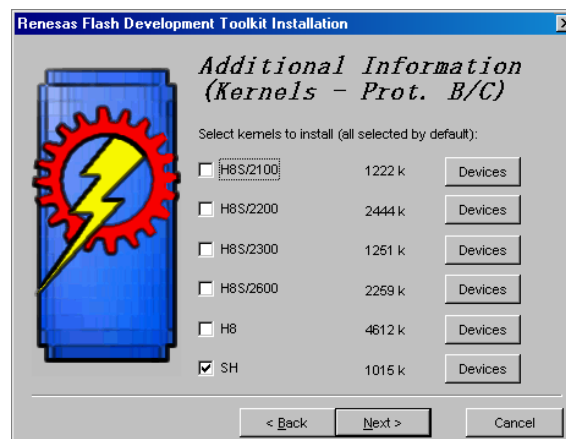 Renesas Flash Development Toolkit Installation
Additional Information
(Kernels - Prot. B/C)
Select kernels to install (all selected by default):
H8S/2100 1222 k Devices
H8S/2200 2444 k Devices
H8S/2300 1251 k Devices
H8S/2600 2259 k Devices
H8 4612 k Devices
SH 1015 k Devices
< Back Next > Cancel